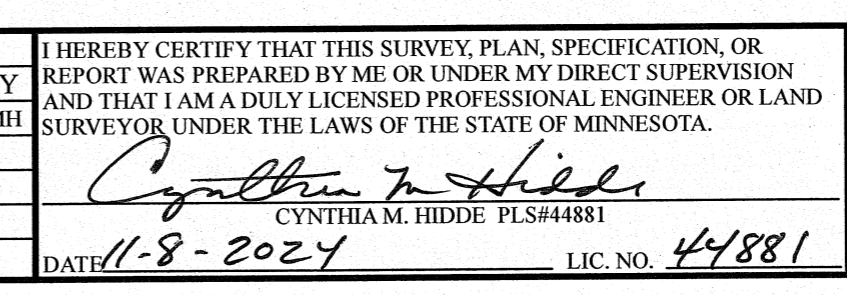 I HEREBY CERTIFY THAT THIS SURVEY, PLAN, SPECIFICATION, OR
REPORT WAS PREPARED BY ME OR UNDER MY DIRECT SUPERVISION
Y
AND THAT I AM A DULY LICENSED PROFESSIONAL ENGINEER OR LAND
MH
SURVEYOR UNDER THE LAWS OF THE STATE OF MINNESOTA.
Cynthia M Hidde
CYNTHIA M. HIDDE PLS#44881
DATE 11-8-2024 LIC. NO. 44881